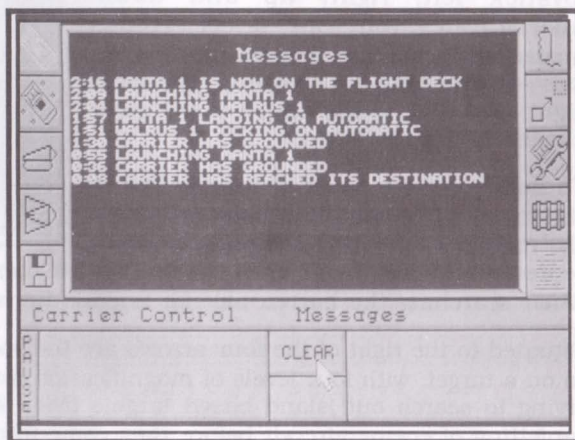 Messages
2:16 MANTA 1 IS NOW ON THE FLIGHT DECK
2:09 LAUNCHING MANTA 1
2:04 LAUNCHING WALRUS 1
1:57 MANTA 1 LANDING ON AUTOMATIC
1:51 WALRUS 1 DOCKING ON AUTOMATIC
1:30 CARRIER HAS GROUNDED
0:55 LAUNCHING MANTA 1
0:36 CARRIER HAS GROUNDED
0:08 CARRIER HAS REACHED ITS DESTINATION
Carrier Control Messages
PAUSE
CLEAR